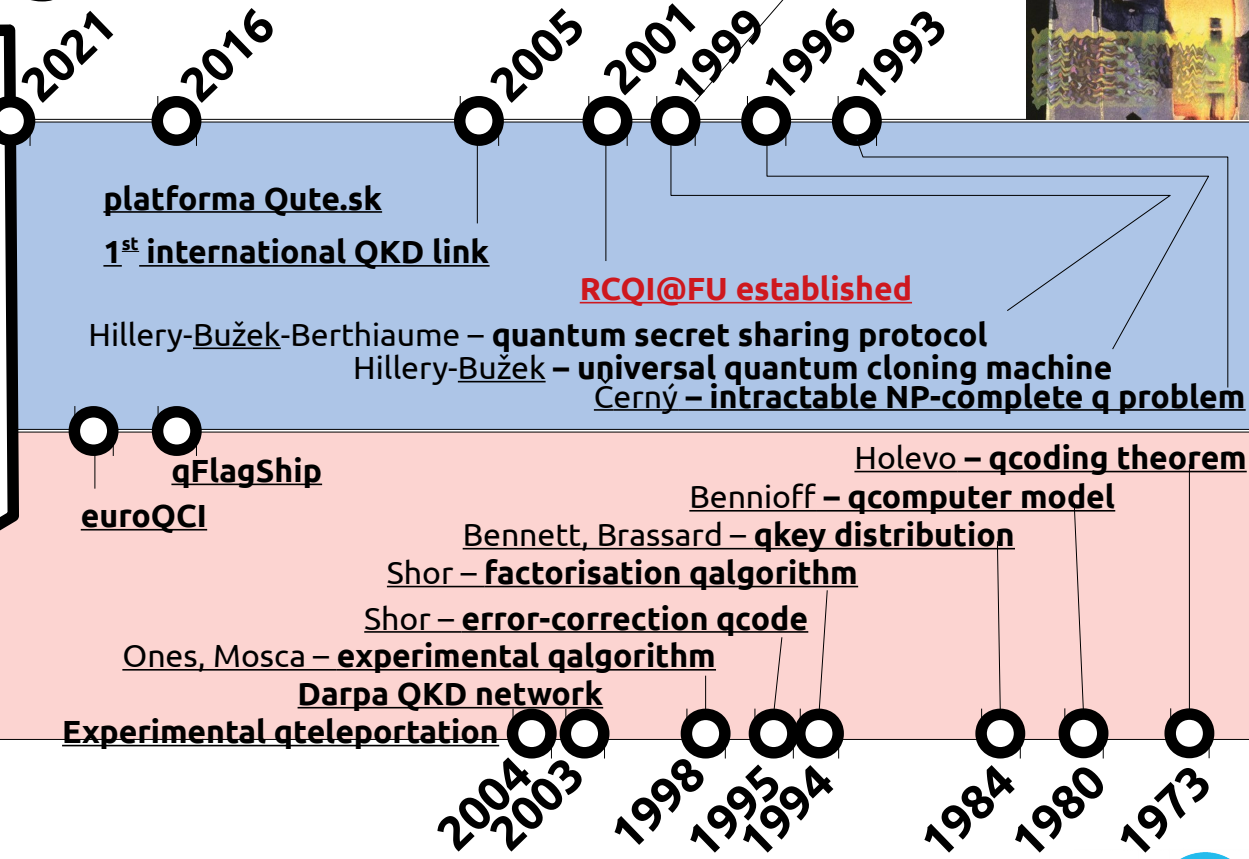 2021
2016
2005
2001
1999
1996
1993
platforma Qute.sk
1st international QKD link
RCQI@FU established
Hillery-Bužek-Berthiaume – quantum secret sharing protocol
Hillery-Bužek – universal quantum cloning machine
Černý – intractable NP-complete q problem
Holevo – qcoding theorem
qFlagShip
Bennioff – qcomputer model
euroQCI
Bennett, Brassard – qkey distribution
Shor – factorisation qalgorithm
Shor – error-correction qcode
Ones, Mosca – experimental qalgorithm
Darpa QKD network
Experimental qteleportation
2004
2003
1998
1995
1994
1984
1980
1973